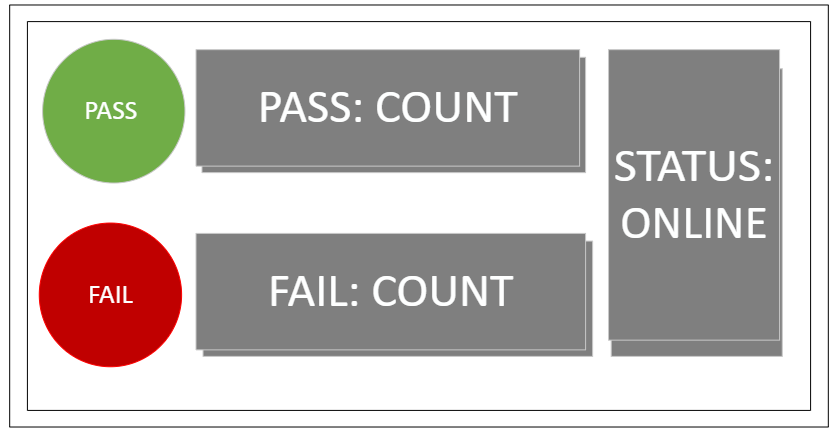 PASS
PASS: COUNT
STATUS:
ONLINE
FAIL
FAIL: COUNT